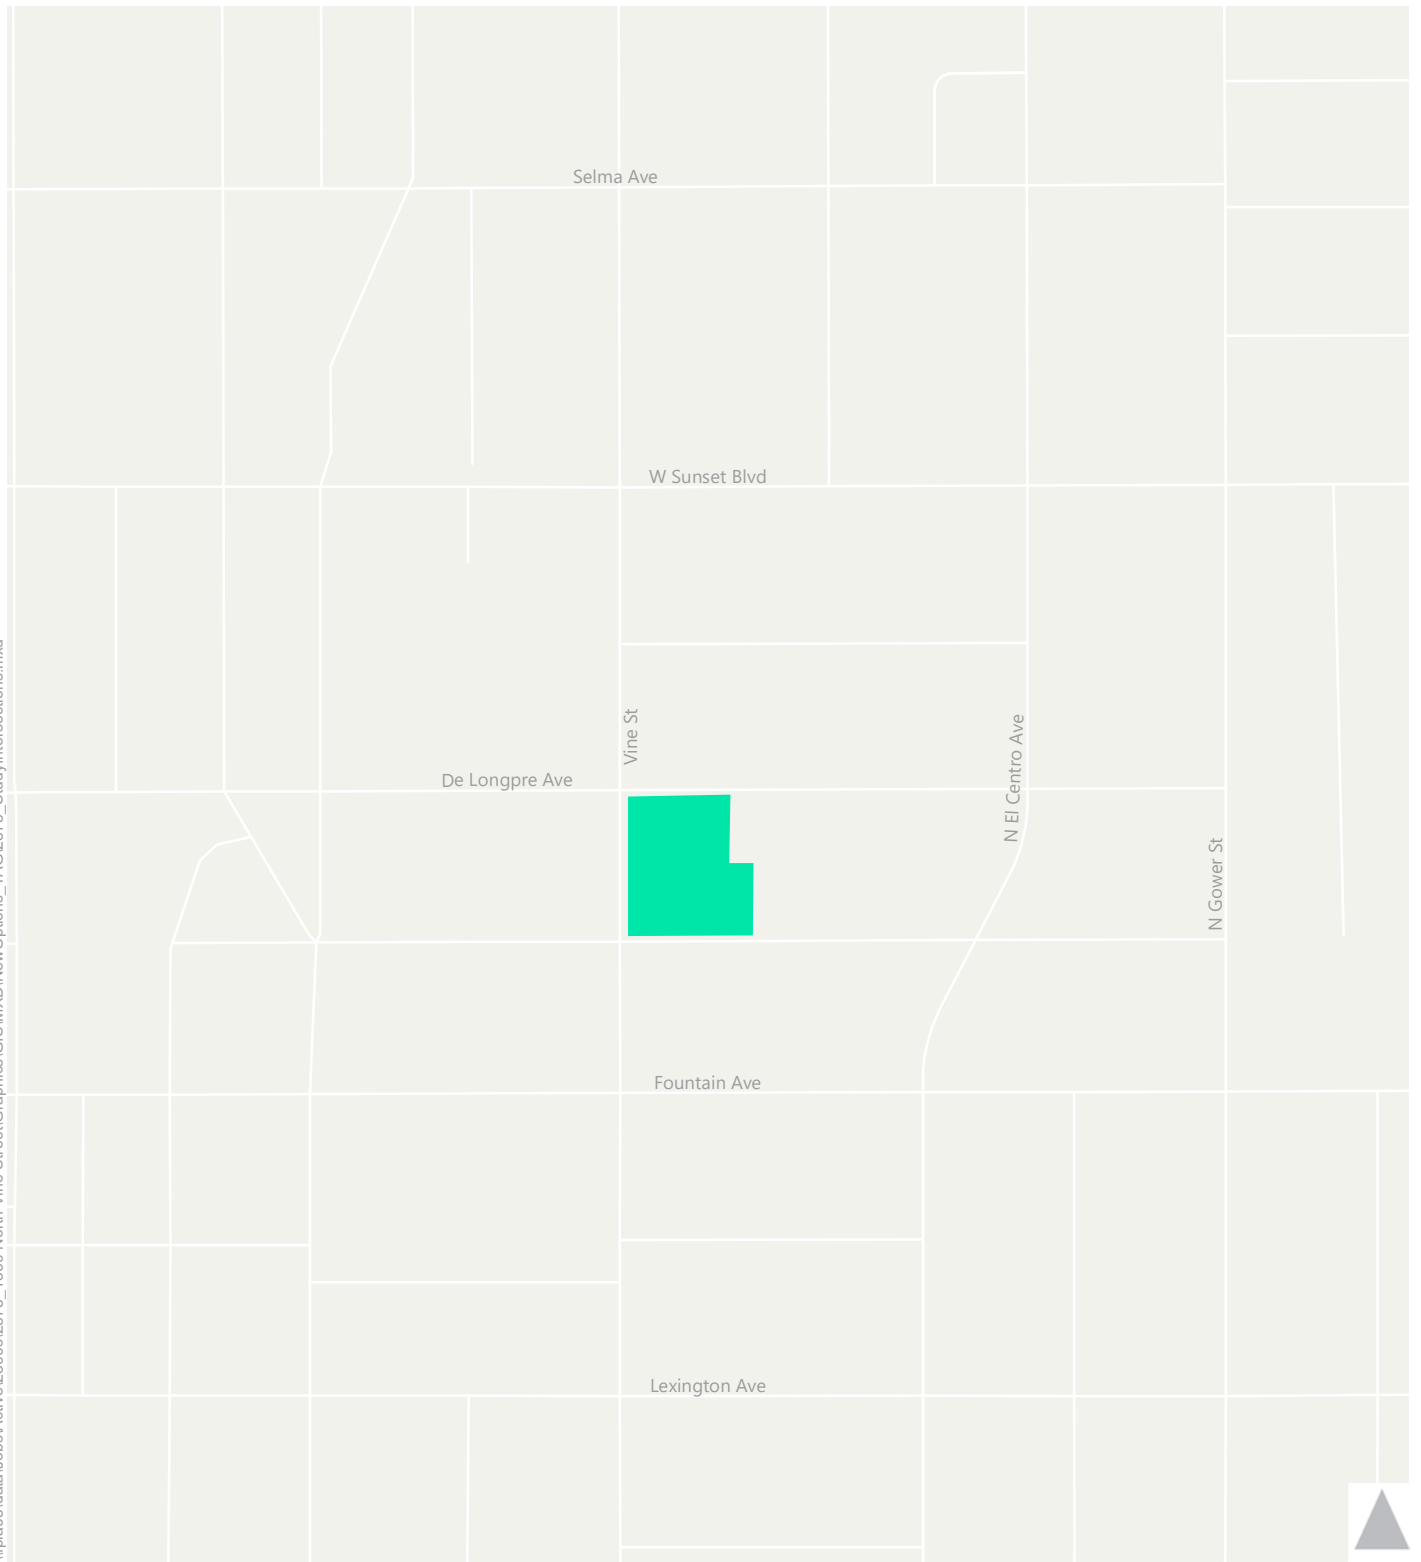 Selma Ave
W Sunset Blvd
Vine St
N El Centro Ave
De Longpre Ave
N Gower St
Fountain Ave
Lexington Ave